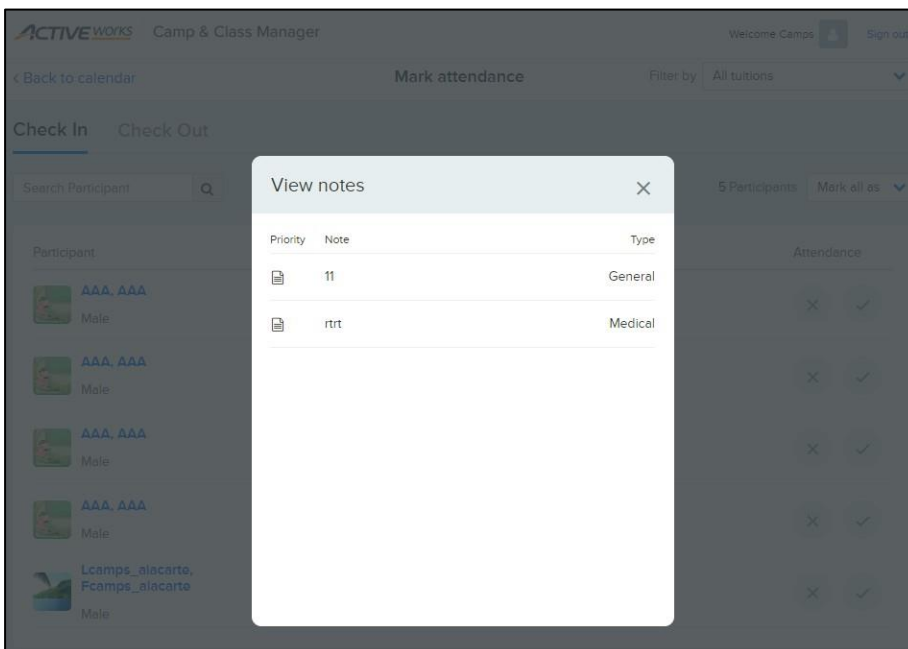 ACTIVE works Camp & Class Manager Welcome Camps Sign out
< Back to calendar Mark attendance Filter by All tuitions
Check In Check Out
Search Participant 5 Participants Mark all as
View notes
Priority Note Type
11 General
rtrt Medical
Participant Attendance
AAA, AAA
Male
AAA, AAA
Male
AAA, AAA
Male
AAA, AAA
Male
Lcamps_alacarte,
Fcamps_alacarte
Male